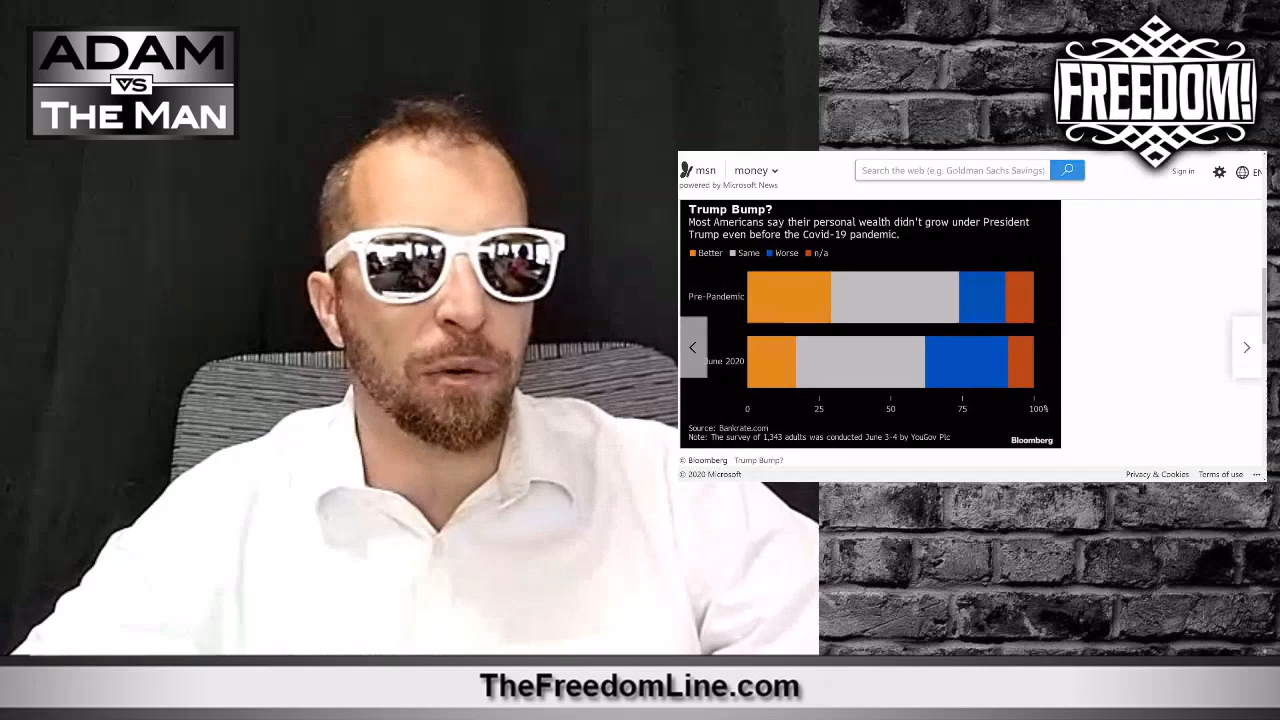 ADAM
VS
THE MAN
FREEDOM!
msn money
powered by Microsoft News
Search the web (e.g. Goldman Sachs Savings)
Sign in
EN
Trump Bump?
Most Americans say their personal wealth didn't grow under President
Trump even before the Covid-19 pandemic.
Better Same Worse n/a
Pre-Pandemic
June 2020
0 25 50 75 100%
Source: Bankrate.com
Note: The survey of 1,343 adults was conducted June 3-4 by YouGov Plc
Bloomberg
© Bloomberg Trump Bump?
© 2020 Microsoft
Privacy & Cookies Terms of use ...
TheFreedomLine.com